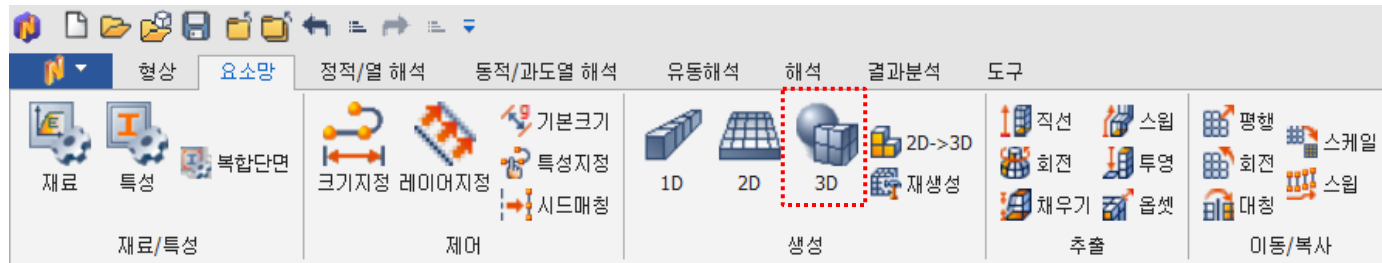 형상 요소망 정적/열 해석 동적/과도열 해석 유동해석 해석 결과분석 도구
재료 특성 복합단면
크기지정 레이어지정 기본크기
특성지정
시드매칭
1D 2D 3D 2D->3D
재생성
직선 스윕
회전 투영
채우기 옵셋
평행 스케일
회전 스윕
대칭
재료/특성 제어 생성 추출 이동/복사